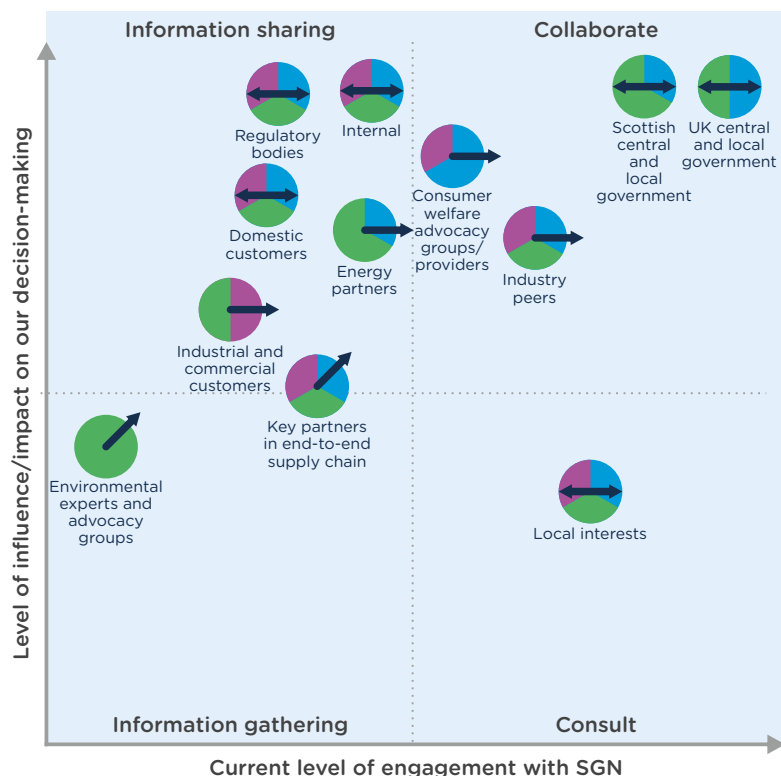 Information sharing
Collaborate
Level of influence/impact on our decision-making
Regulatory
bodies
Internal
Scottish
central
and
local
government
UK central
and local
government
Consumer
welfare
advocacy
groups/
providers
Domestic
customers
Energy
partners
Industry
peers
Industrial and
commercial
customers
Key partners
in end-to-end
supply chain
Environmental
experts and
advocacy
groups
Local interests
Information gathering
Consult
Current level of engagement with SGN